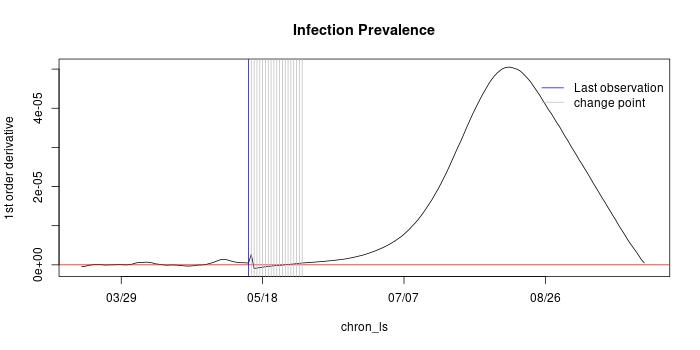 Infection Prevalence
1st order derivative
4e-05
2e-05
0e+00
Last observation
change point
03/29
05/18
07/07
08/26
chron_ls